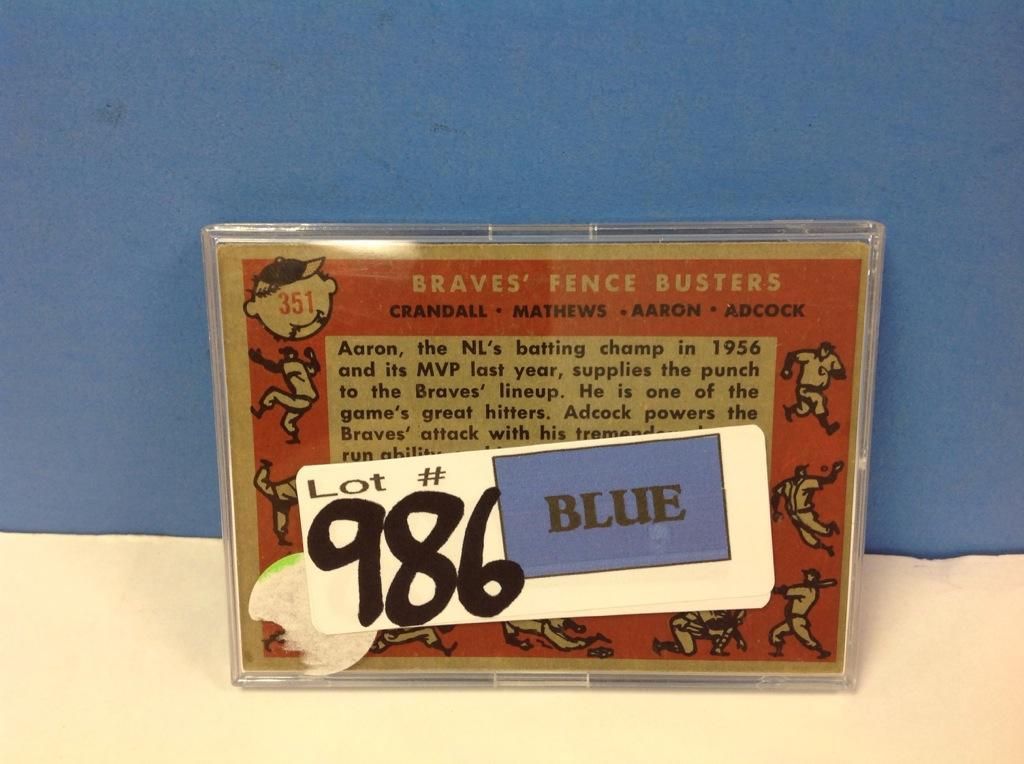 351
BRAVES' FENCE BUSTERS
CRANDALL • MATHEWS • AARON • ADCOCK
Aaron, the NL's batting champ in 1956
and its MVP last year, supplies the punch
to the Braves' lineup. He is one of the
game's great hitters. Adcock powers the
Braves' attack with his
run ability
Lot #
986
BLUE